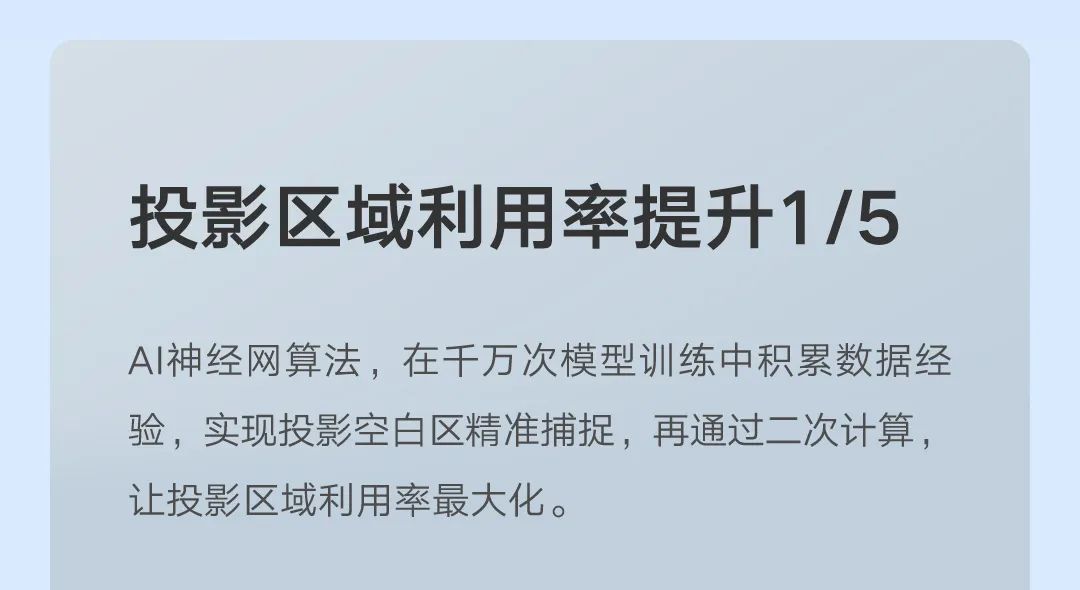 投影区域利用率提升1/5
AI神经网算法，在千万次模型训练中积累数据经
验，实现投影空白区精准捕捉，再通过二次计算，
让投影区域利用率最大化。